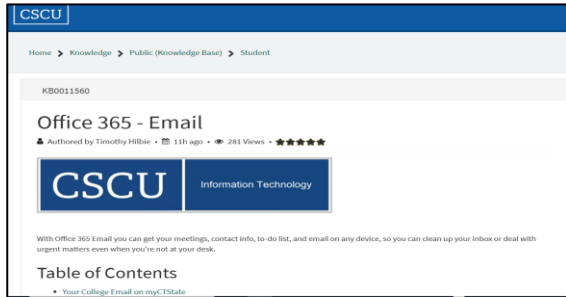 CSCU
Home > Knowledge > Public (Knowledge Base) > Student
KB0011560
Office 365 - Email
Authored by Timothy Hilbie • 11h ago • 281 Views • ★★★★★
CSCU Information Technology
With Office 365 Email you can get your meetings, contact info, to-do list, and email on any device, so you can clean up your inbox or deal with
urgent matters even when you're not at your desk.
Table of Contents
• Your College Email on myCTState